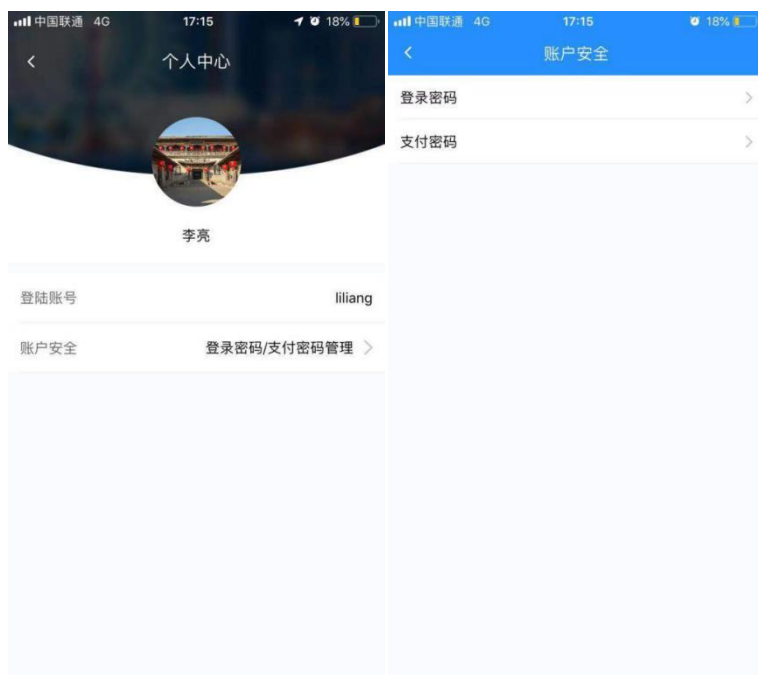 中国联通 4G 17:15 18%
个人中心
李亮
登陆账号 liliang
账户安全 登录密码/支付密码管理
中国联通 4G 17:15 18%
账户安全
登录密码
支付密码